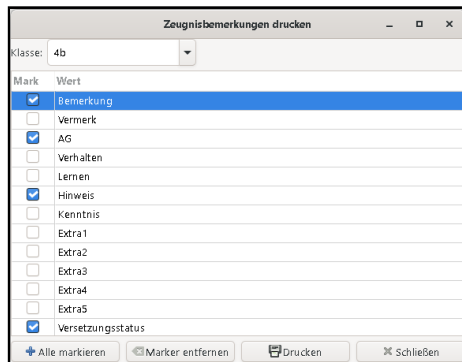 Zeugnisbemerkungen drucken
Klasse: 4b
Mark Wert
Bemerkung
Vermerk
AG
Verhalten
Lernen
Hinweis
Kenntnis
Extra1
Extra2
Extra3
Extra4
Extra5
Versetzungsstatus
Alle markieren Marker entfernen Drucken Schließen